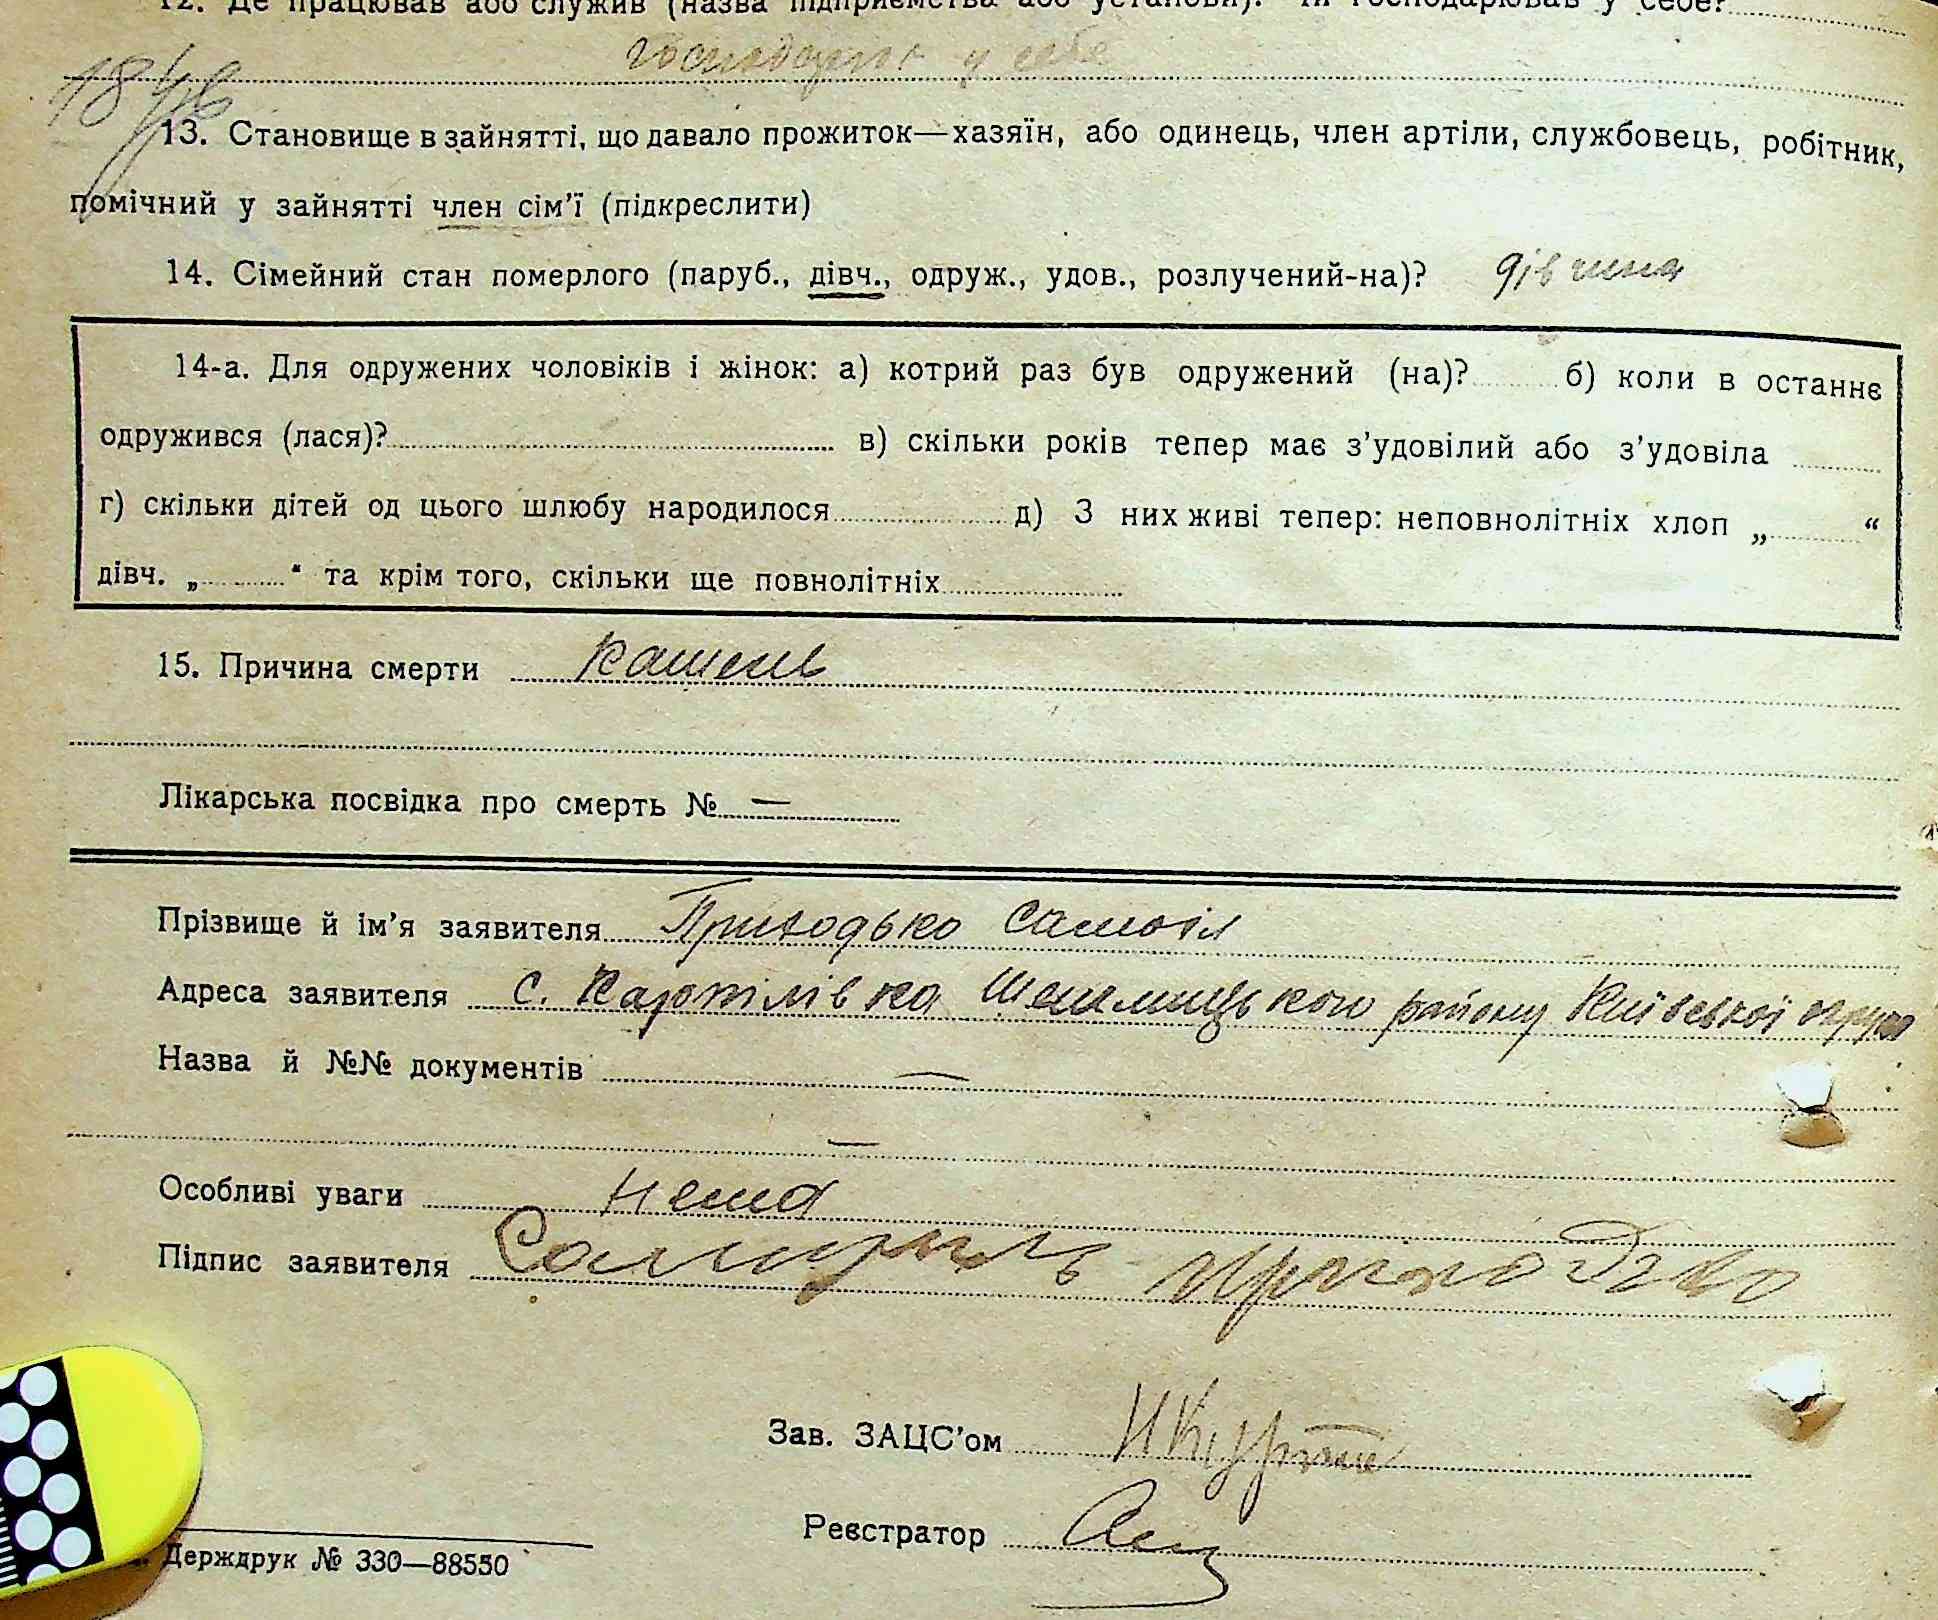 12. Де працював або служив (назва підприємства або установи). Чи господарював у себе?
у себе
184в
13. Становище в зайнятті, що давало прожиток—хазяїн, або одинець, член артіли, службовець, робітник,
помічний у зайнятті член сім’ї (підкреслити)
14. Сімейний стан померлого (паруб., дівч., одруж., удов., розлучений-на)? дівчина
14-а. Для одружених чоловіків і жінок: а) котрий раз був одружений (на)? б) коли в останнє
одружився (лася)? в) скільки років тепер має з’удовілий або з’удовіла
г) скільки дітей од цього шлюбу народилося д) З них живі тепер: неповнолітніх хлоп „ “
дівч. „ “ та крім того, скільки ще повнолітніх
15. Причина смерти кашель
Лікарська посвідка про смерть № —
Прізвище й ім’я заявителя Приходько Самоіл
Адреса заявителя с. Карпілівка району Київської округи
Назва й №№ документів —
—
Особливі уваги нема
Підпис заявителя Самуиль Приходько
Зав. ЗАЦС’ом
Реєстратор
Держдрук № 330—88550